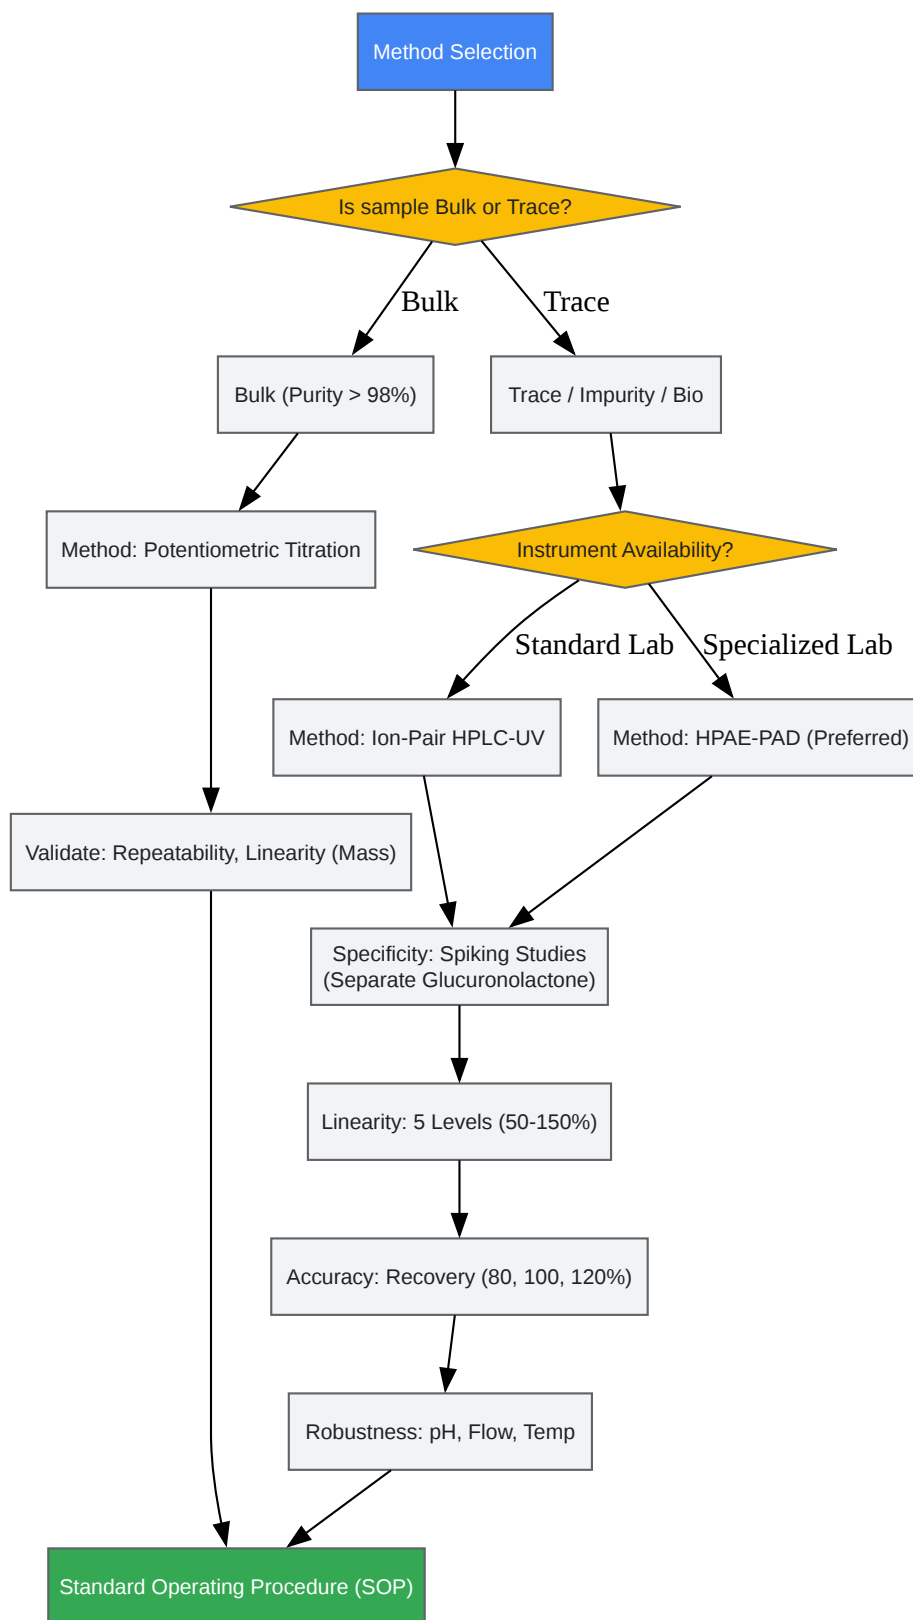 Method Selection
Is sample Bulk or Trace?
Bulk
Trace
Bulk (Purity > 98%)
Trace / Impurity / Bio
Method: Potentiometric Titration
Instrument Availability?
Standard Lab
Specialized Lab
Method: Ion-Pair HPLC-UV
Method: HPAE-PAD (Preferred)
Validate: Repeatability, Linearity (Mass)
Specificity: Spiking Studies
(Separate Glucuronolactone)
Linearity: 5 Levels (50-150%)
Accuracy: Recovery (80, 100, 120%)
Robustness: pH, Flow, Temp
Standard Operating Procedure (SOP)